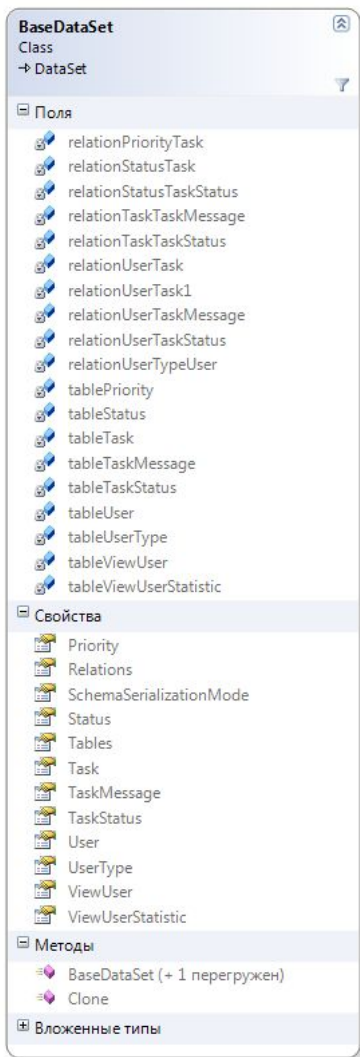 BaseDataSet
Class
DataSet
Поля
relationPriorityTask
relationStatusTask
relationStatusTaskStatus
relationTaskTaskMessage
relationTaskTaskStatus
relationUserTask
relationUserTask1
relationUserTaskMessage
relationUserTaskStatus
relationUserTypeUser
tablePriority
tableStatus
tableTask
tableTaskMessage
tableTaskStatus
tableUser
tableUserType
tableViewUser
tableViewUserStatistic
Свойства
Priority
Relations
SchemaSerializationMode
Status
Tables
Task
TaskMessage
TaskStatus
User
UserType
ViewUser
ViewUserStatistic
Методы
BaseDataSet (+ 1 перегружен)
Clone
Вложенные типы